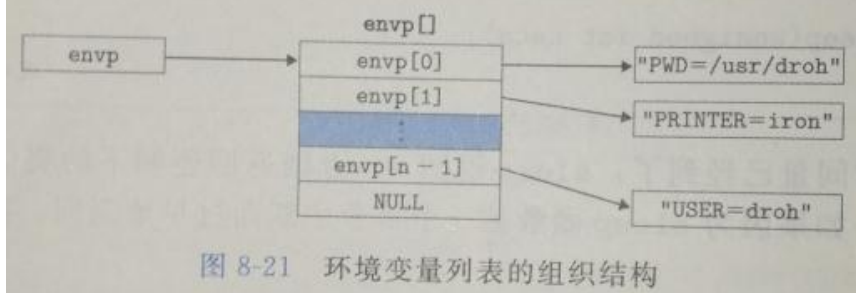 envp[]
envp
envp[0]
"PWD=/usr/droh"
envp[1]
"PRINTER=iron"
⋮
envp[n-1]
NULL
"USER=droh"
图 8-21 环境变量列表的组织结构